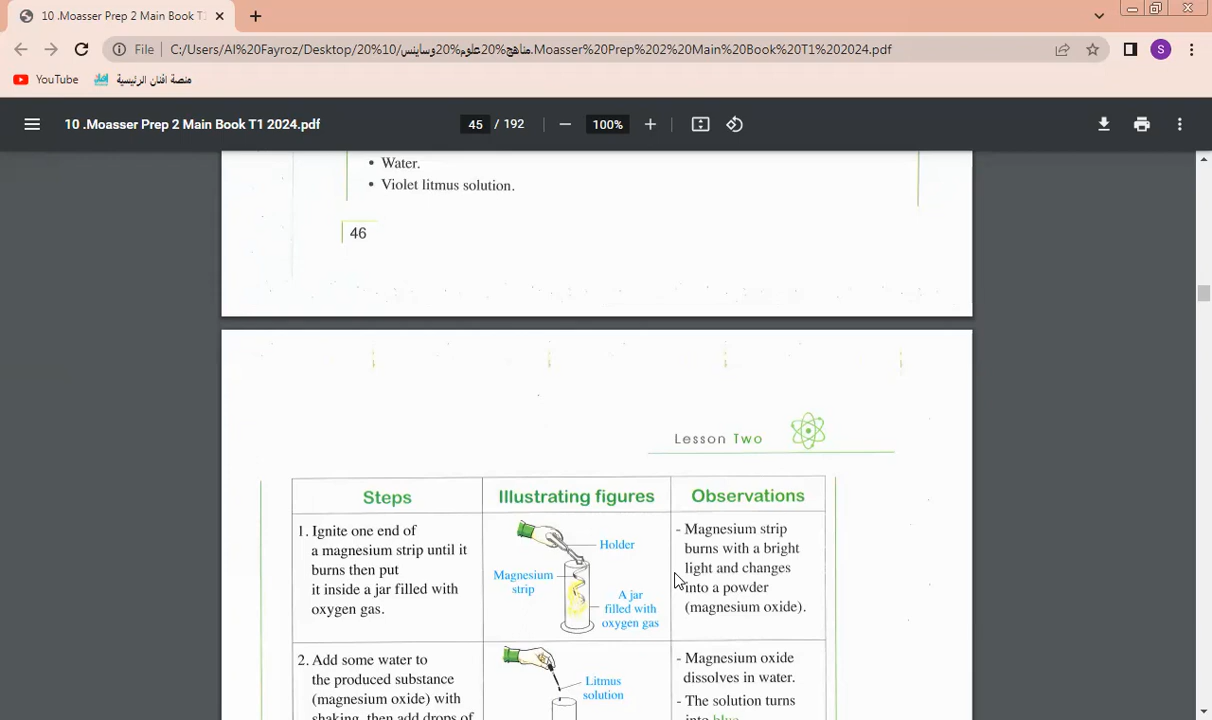 10 .Moasser Prep 2 Main Book T1
File
C:/Users/Al%20Fayroz/Desktop/20%10/مناهج%20علوم%20وساينس.Moasser%20Prep%202%20Main%20Book%20T1%202024.pdf
S
YouTube
منصة افنان الرئيسية
10 .Moasser Prep 2 Main Book T1 2024.pdf
45 / 192
100%
• Water.
• Violet litmus solution.
46
Lesson Two
Steps
Illustrating figures
Observations
1. Ignite one end of
a magnesium strip until it
burns then put
it inside a jar filled with
oxygen gas.
Holder
Magnesium
strip
A jar
filled with
oxygen gas
- Magnesium strip
burns with a bright
light and changes
into a powder
(magnesium oxide).
2. Add some water to
the produced substance
(magnesium oxide) with
shaking, then add drops of
Litmus
solution
- Magnesium oxide
dissolves in water.
- The solution turns
into blue